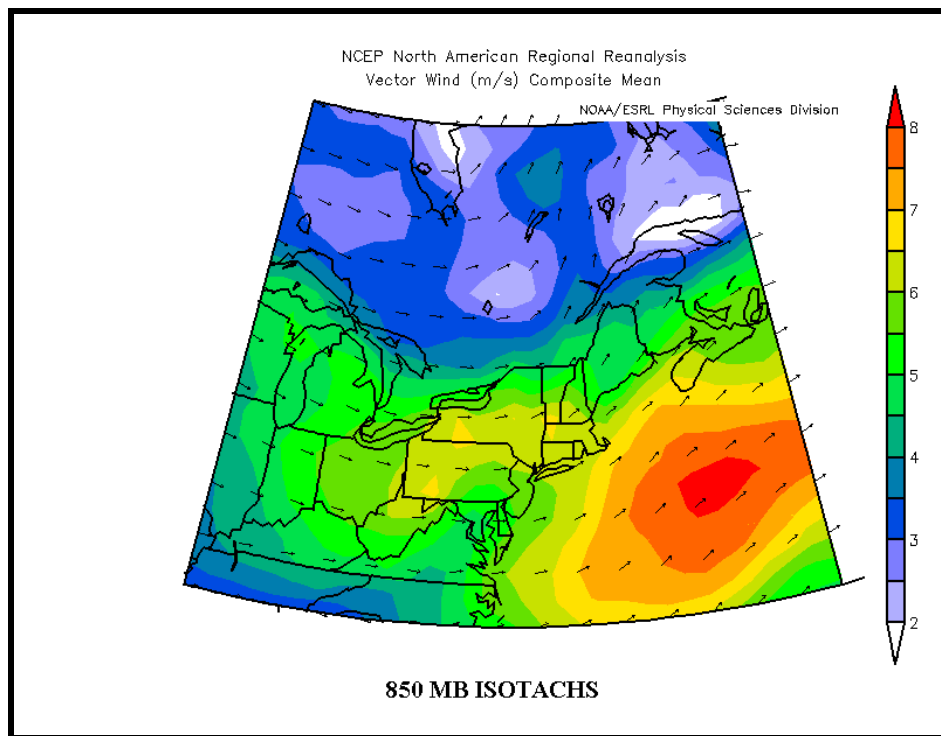 NCEP North American Regional Reanalysis
Vector Wind (m/s) Composite Mean
NOAA/ESRL Physical Sciences Division
8
7
6
5
4
3
2
850 MB ISOTACHS